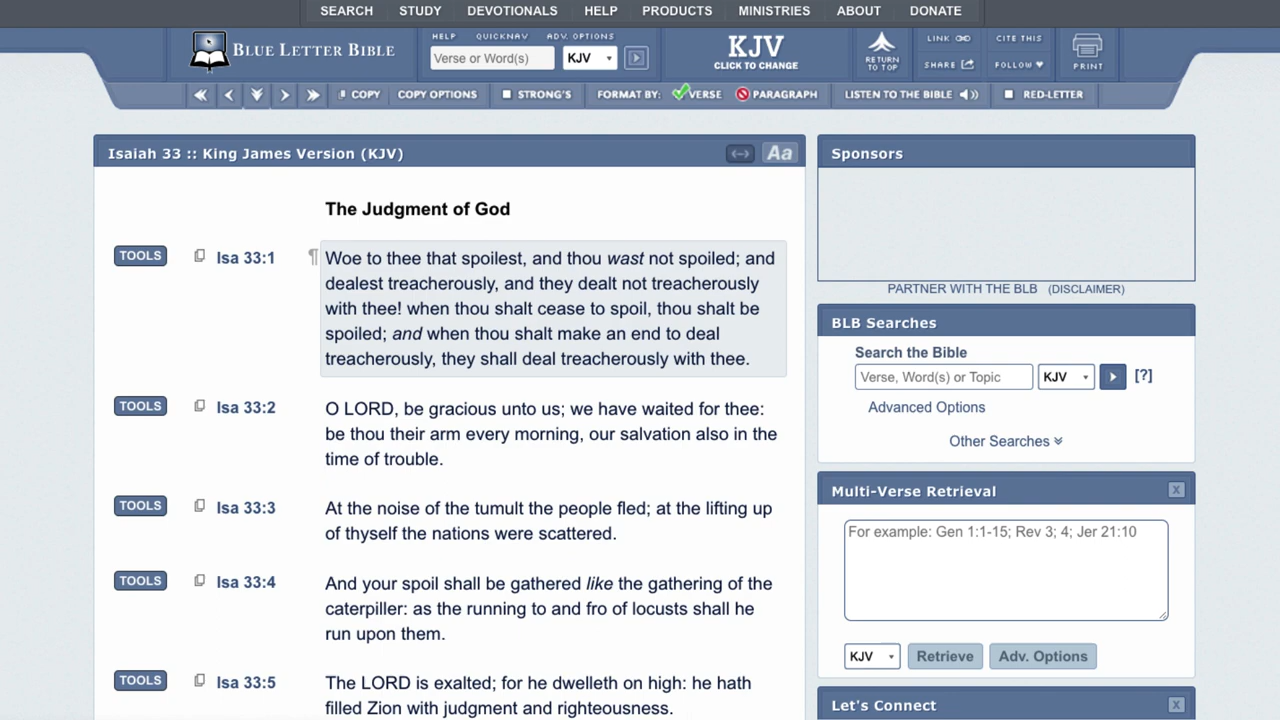 SEARCH STUDY DEVOTIONALS HELP PRODUCTS MINISTRIES ABOUT DONATE
BLUE LETTER BIBLE
HELP QUICKNAV ADV. OPTIONS
Verse or Word(s) KJV
KJV
CLICK TO CHANGE
RETURN
TO TOP
LINK CITE THIS
SHARE FOLLOW
PRINT
COPY COPY OPTIONS STRONG'S FORMAT BY: VERSE PARAGRAPH LISTEN TO THE BIBLE RED-LETTER
Isaiah 33 :: King James Version (KJV) Aa
The Judgment of God
TOOLS Isa 33:1 ¶ Woe to thee that spoilest, and thou wast not spoiled; and
dealest treacherously, and they dealt not treacherously
with thee! when thou shalt cease to spoil, thou shalt be
spoiled; and when thou shalt make an end to deal
treacherously, they shall deal treacherously with thee.
TOOLS Isa 33:2 O LORD, be gracious unto us; we have waited for thee:
be thou their arm every morning, our salvation also in the
time of trouble.
TOOLS Isa 33:3 At the noise of the tumult the people fled; at the lifting up
of thyself the nations were scattered.
TOOLS Isa 33:4 And your spoil shall be gathered like the gathering of the
caterpiller: as the running to and fro of locusts shall he
run upon them.
TOOLS Isa 33:5 The LORD is exalted; for he dwelleth on high: he hath
filled Zion with judgment and righteousness.
Sponsors
PARTNER WITH THE BLB (DISCLAIMER)
BLB Searches
Search the Bible
Verse, Word(s) or Topic KJV [?]
Advanced Options
Other Searches
Multi-Verse Retrieval X
For example: Gen 1:1-15; Rev 3; 4; Jer 21:10
KJV Retrieve Adv. Options
Let's Connect X